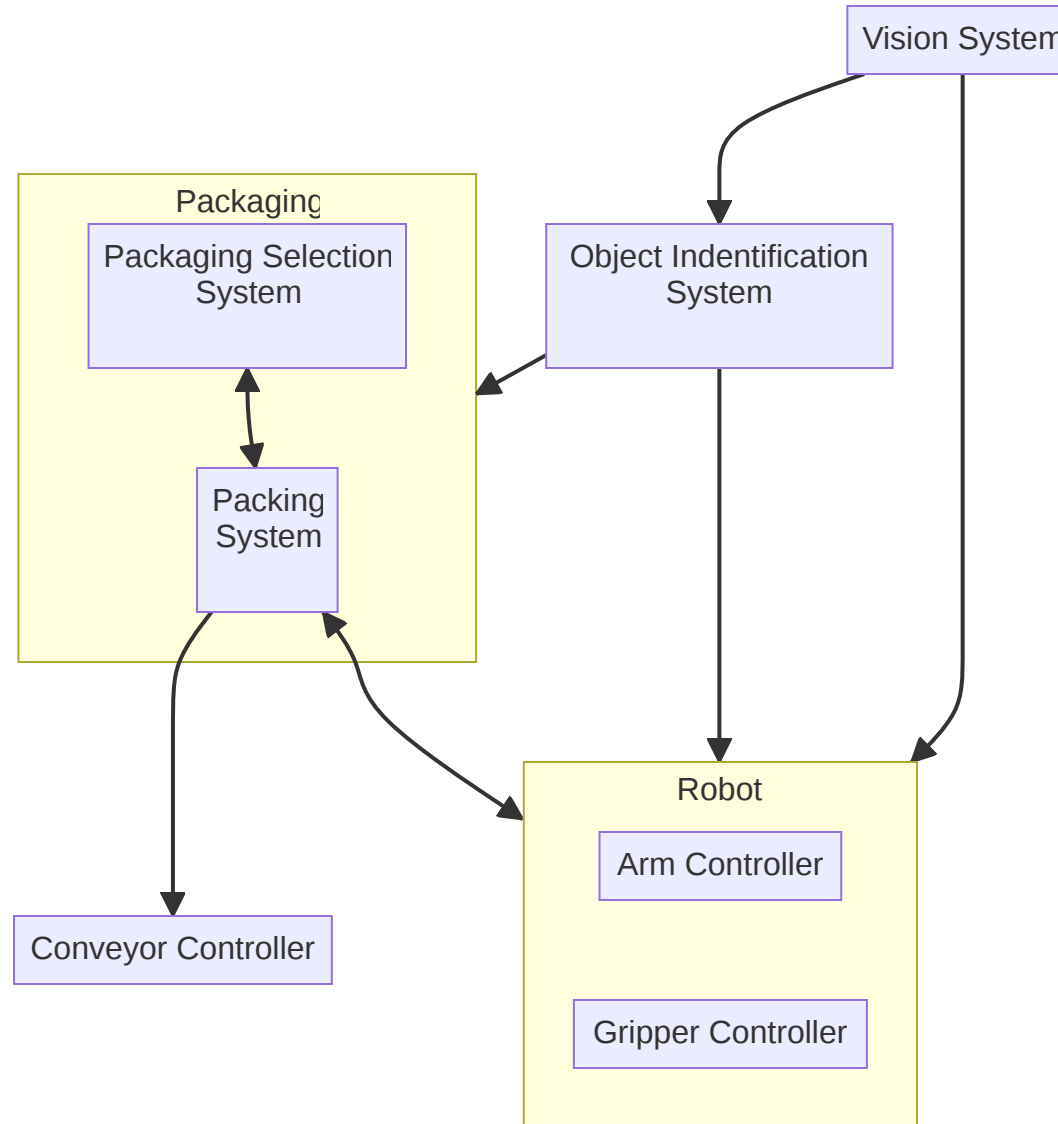 Vision System
Packaging
Packaging Selection
System
Object Indentification
System
Packing
System
Robot
Arm Controller
Conveyor Controller
Gripper Controller